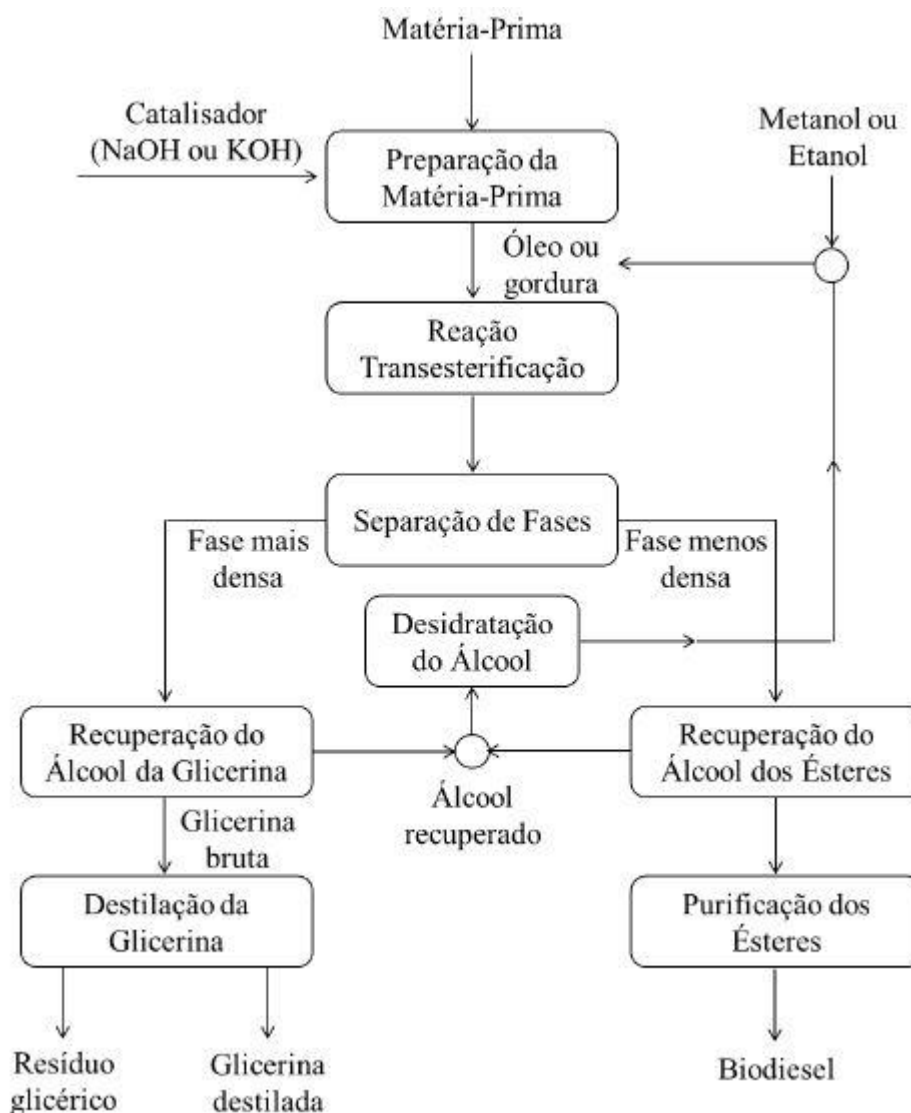 Matéria-Prima
Catalisador
(NaOH ou KOH)
Metanol ou
Etanol
Preparação da
Matéria-Prima
Óleo ou
gordura
Reação
Transesterificação
Separação de Fases
Fase mais
densa
Fase menos
densa
Desidratação
do Álcool
Recuperação do
Álcool da Glicerina
Recuperação do
Álcool dos Ésteres
Álcool
recuperado
Glicerina
bruta
Destilação da
Glicerina
Purificação dos
Ésteres
Resíduo
glicérico
Glicerina
destilada
Biodiesel